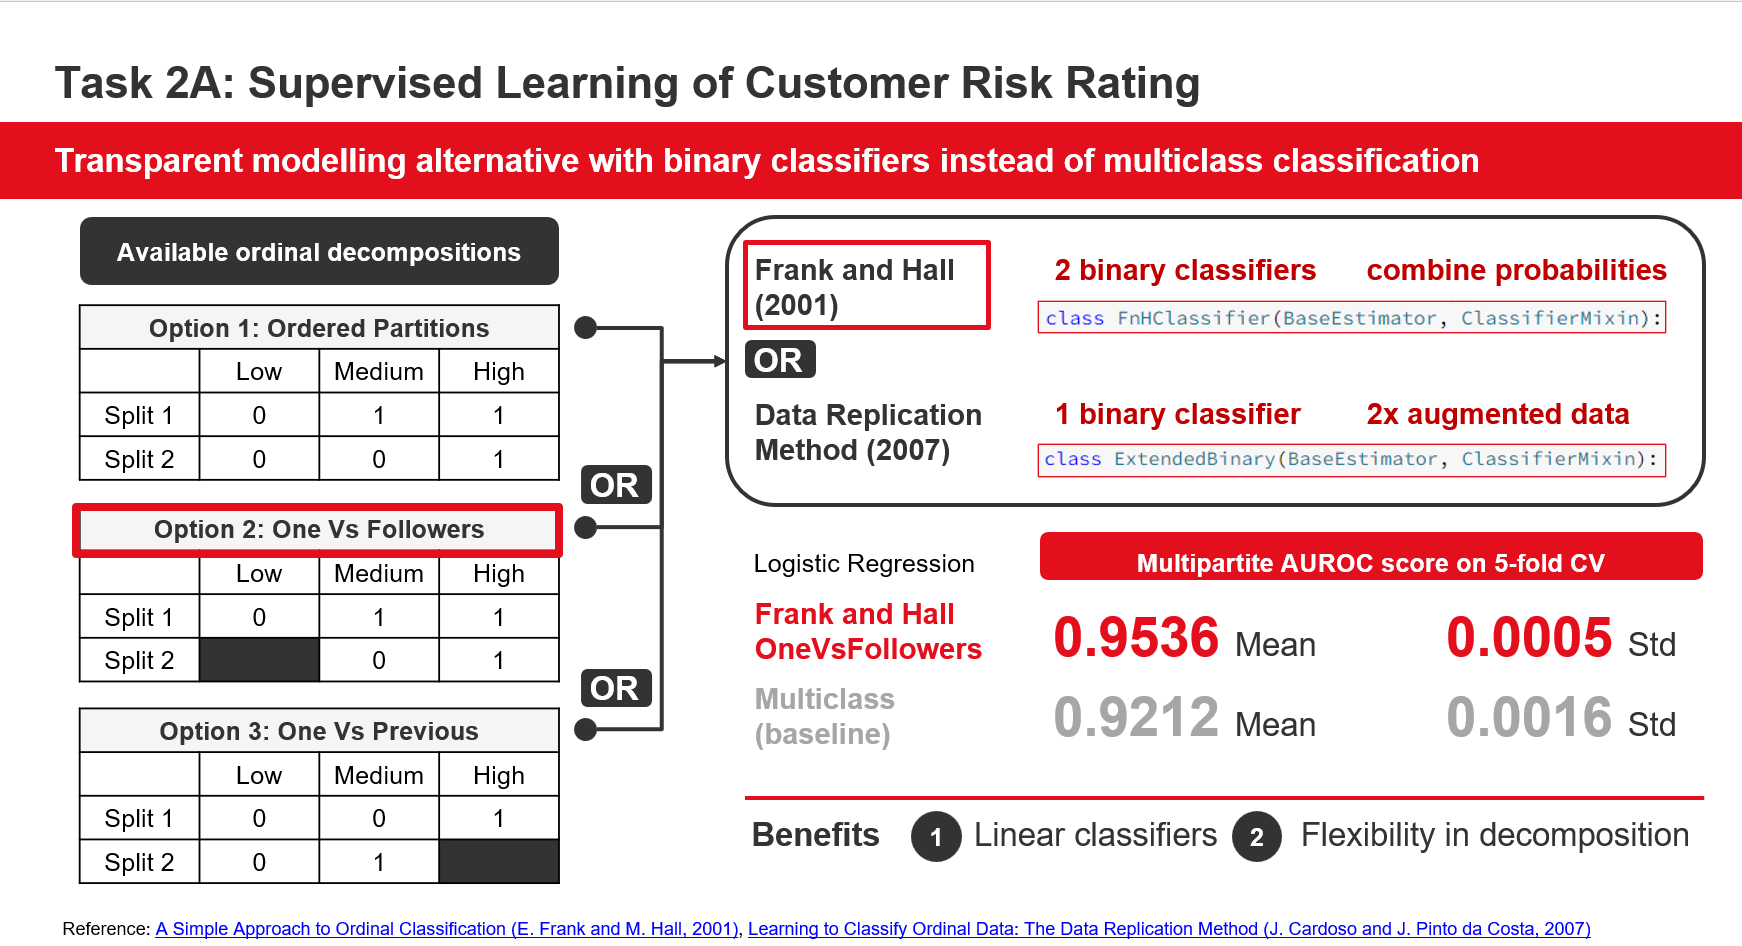 Task 2A: Supervised Learning of Customer Risk Rating
Transparent modelling alternative with binary classifiers instead of multiclass classification
Available ordinal decompositions
Option 1: Ordered Partitions
Low Medium High
Split 1 0 1 1
Split 2 0 0 1
OR
Option 2: One Vs Followers
Low Medium High
Split 1 0 1 1
Split 2 0 1
OR
Option 3: One Vs Previous
Low Medium High
Split 1 0 0 1
Split 2 0 1
Frank and Hall
(2001)
2 binary classifiers combine probabilities
class FnHClassifier(BaseEstimator, ClassifierMixin):
OR
Data Replication
Method (2007)
1 binary classifier 2x augmented data
class ExtendedBinary(BaseEstimator, ClassifierMixin):
Logistic Regression
Multipartite AUROC score on 5-fold CV
Frank and Hall
OneVsFollowers
0.9536 Mean 0.0005 Std
Multiclass
(baseline)
0.9212 Mean 0.0016 Std
Benefits 1 Linear classifiers 2 Flexibility in decomposition
Reference: A Simple Approach to Ordinal Classification (E. Frank and M. Hall, 2001), Learning to Classify Ordinal Data: The Data Replication Method (J. Cardoso and J. Pinto da Costa, 2007)